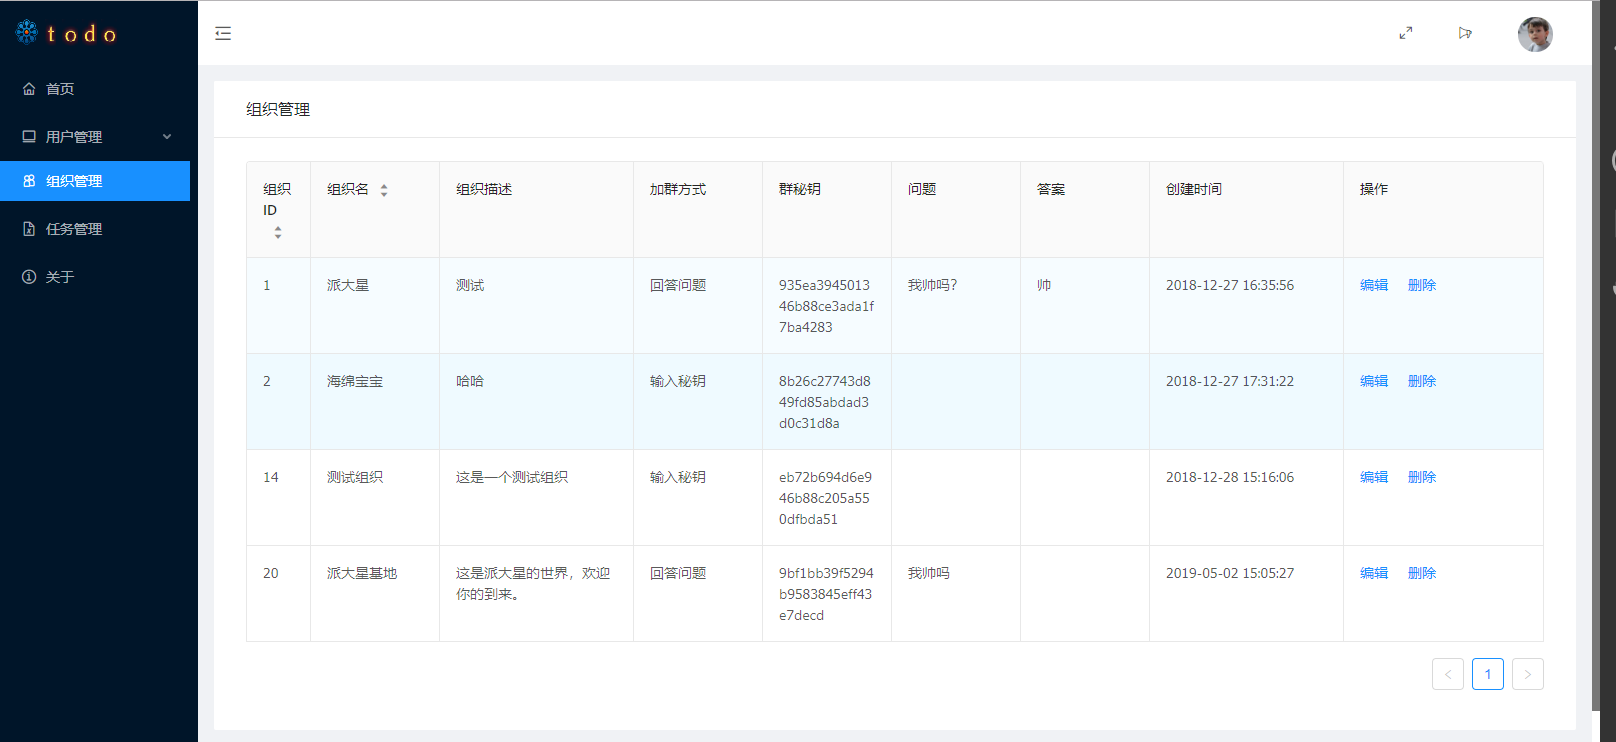 todo
首页
用户管理
组织管理
任务管理
关于
组织管理
组织
ID
组织名
组织描述
加群方式
群秘钥
问题
答案
创建时间
操作
1
派大星
测试
回答问题
935ea3945013
46b88ce3ada1f
7ba4283
我帅吗?
帅
2018-12-27 16:35:56
编辑 删除
2
海绵宝宝
哈哈
输入秘钥
8b26c27743d8
49fd85abdad3
d0c31d8a
2018-12-27 17:31:22
编辑 删除
14
测试组织
这是一个测试组织
输入秘钥
eb72b694d6e9
46b88c205a55
0dfbda51
2018-12-28 15:16:06
编辑 删除
20
派大星基地
这是派大星的世界，欢迎
你的到来。
回答问题
9bf1bb39f5294
b9583845eff43
e7decd
我帅吗
2019-05-02 15:05:27
编辑 删除
1